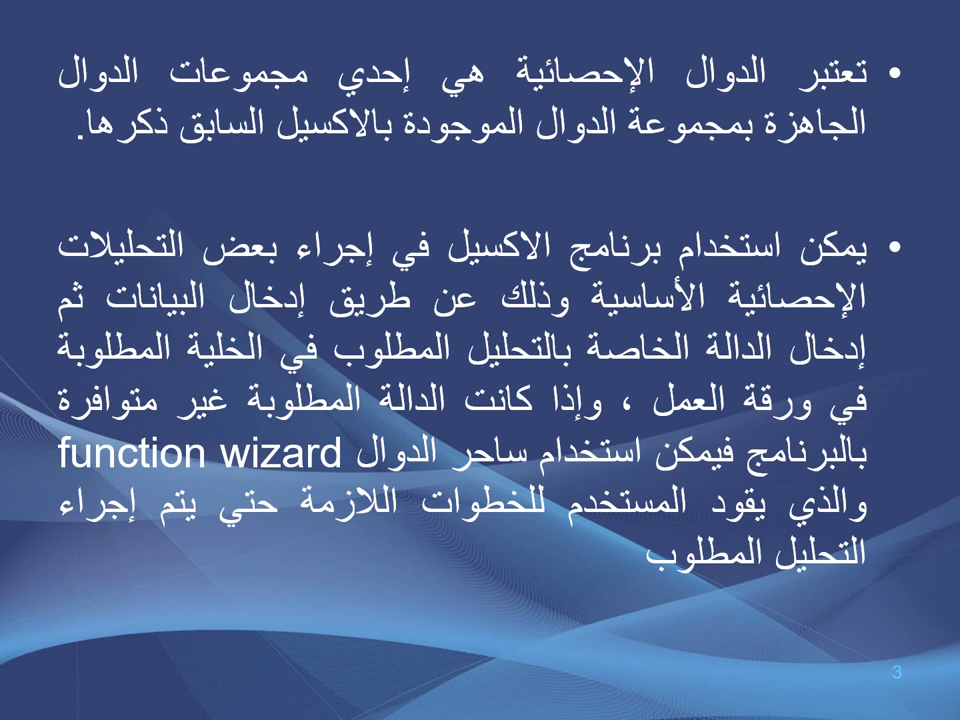 • تعتبر الدوال الإحصائية هي إحدي مجموعات الدوال
الجاهزة بمجموعة الدوال الموجودة بالاكسيل السابق ذكرها.
• يمكن استخدام برنامج الاكسيل في إجراء بعض التحليلات
الإحصائية الأساسية وذلك عن طريق إدخال البيانات ثم
إدخال الدالة الخاصة بالتحليل المطلوب في الخلية المطلوبة
في ورقة العمل ، وإذا كانت الدالة المطلوبة غير متوافرة
بالبرنامج فيمكن استخدام ساحر الدوال function wizard
والذي يقود المستخدم للخطوات اللازمة حتي يتم إجراء
التحليل المطلوب
3